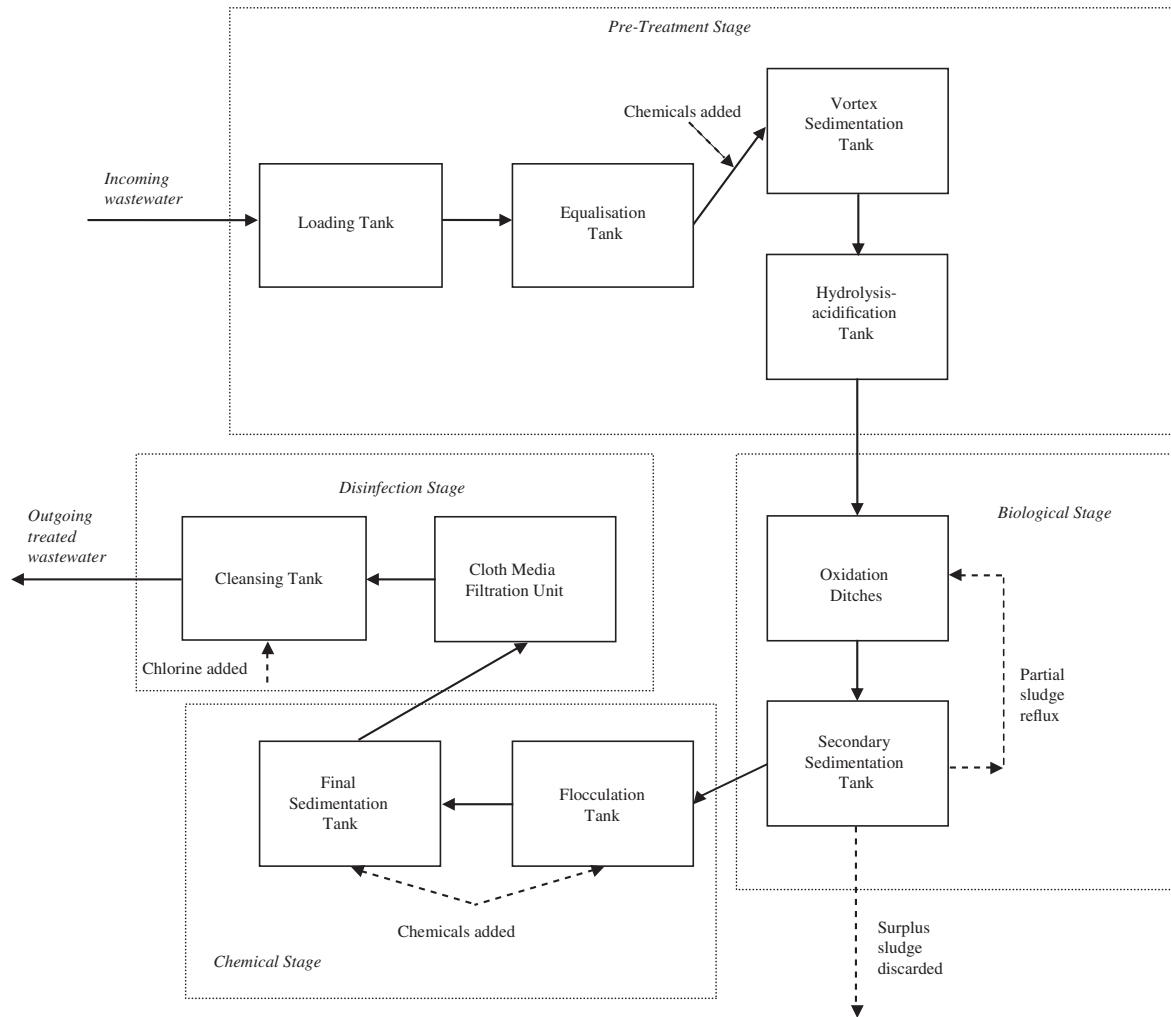 Pre-Treatment Stage
Chemicals added
Vortex
Sedimentation
Tank
Incoming
wastewater
Loading Tank
Equalisation
Tank
Hydrolysis-
acidification
Tank
Disinfection Stage
Outgoing
treated
wastewater
Cleansing Tank
Cloth Media
Filtration Unit
Chlorine added
Biological Stage
Oxidation
Ditches
Partial
sludge
reflux
Secondary
Sedimentation
Tank
Final
Sedimentation
Tank
Flocculation
Tank
Chemicals added
Chemical Stage
Surplus
sludge
discarded